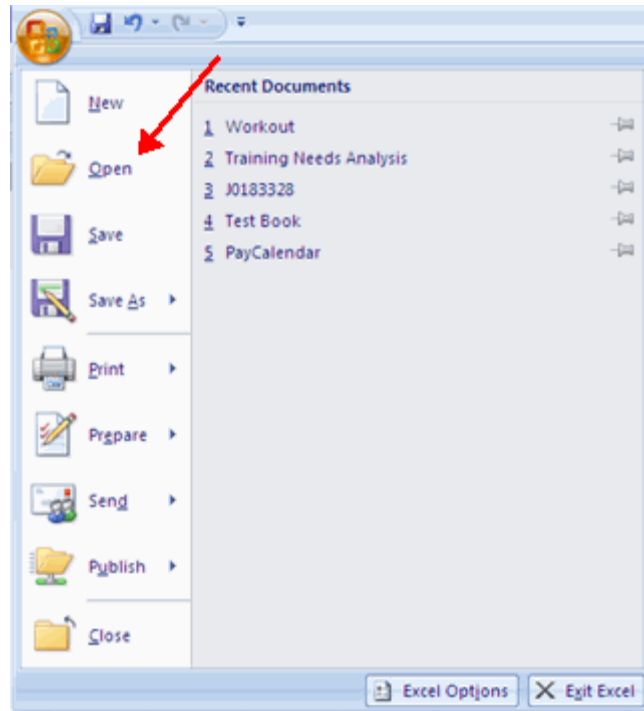 New
Open
Save
Save As
Print
Prepare
Send
Publish
Close
Recent Documents
1 Workout
2 Training Needs Analysis
3 J0183328
4 Test Book
5 PayCalendar
Excel Options
Exit Excel